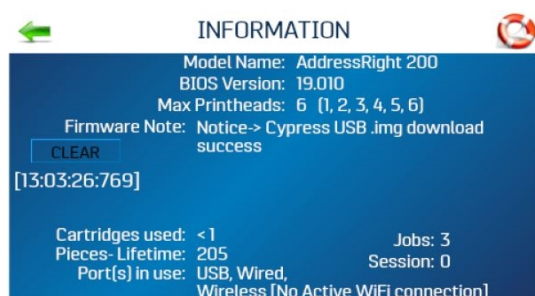 INFORMATION
Model Name: AddressRight 200
BIOS Version: 19.010
Max Printheads: 6 (1, 2, 3, 4, 5, 6)
Firmware Note: Notice-> Cypress USB .img download
CLEAR success
[13:03:26:769]
Cartridges used: <1 Jobs: 3
Pieces- Lifetime: 205 Session: 0
Port(s) in use: USB, Wired,
Wireless [No Active WiFi connection]